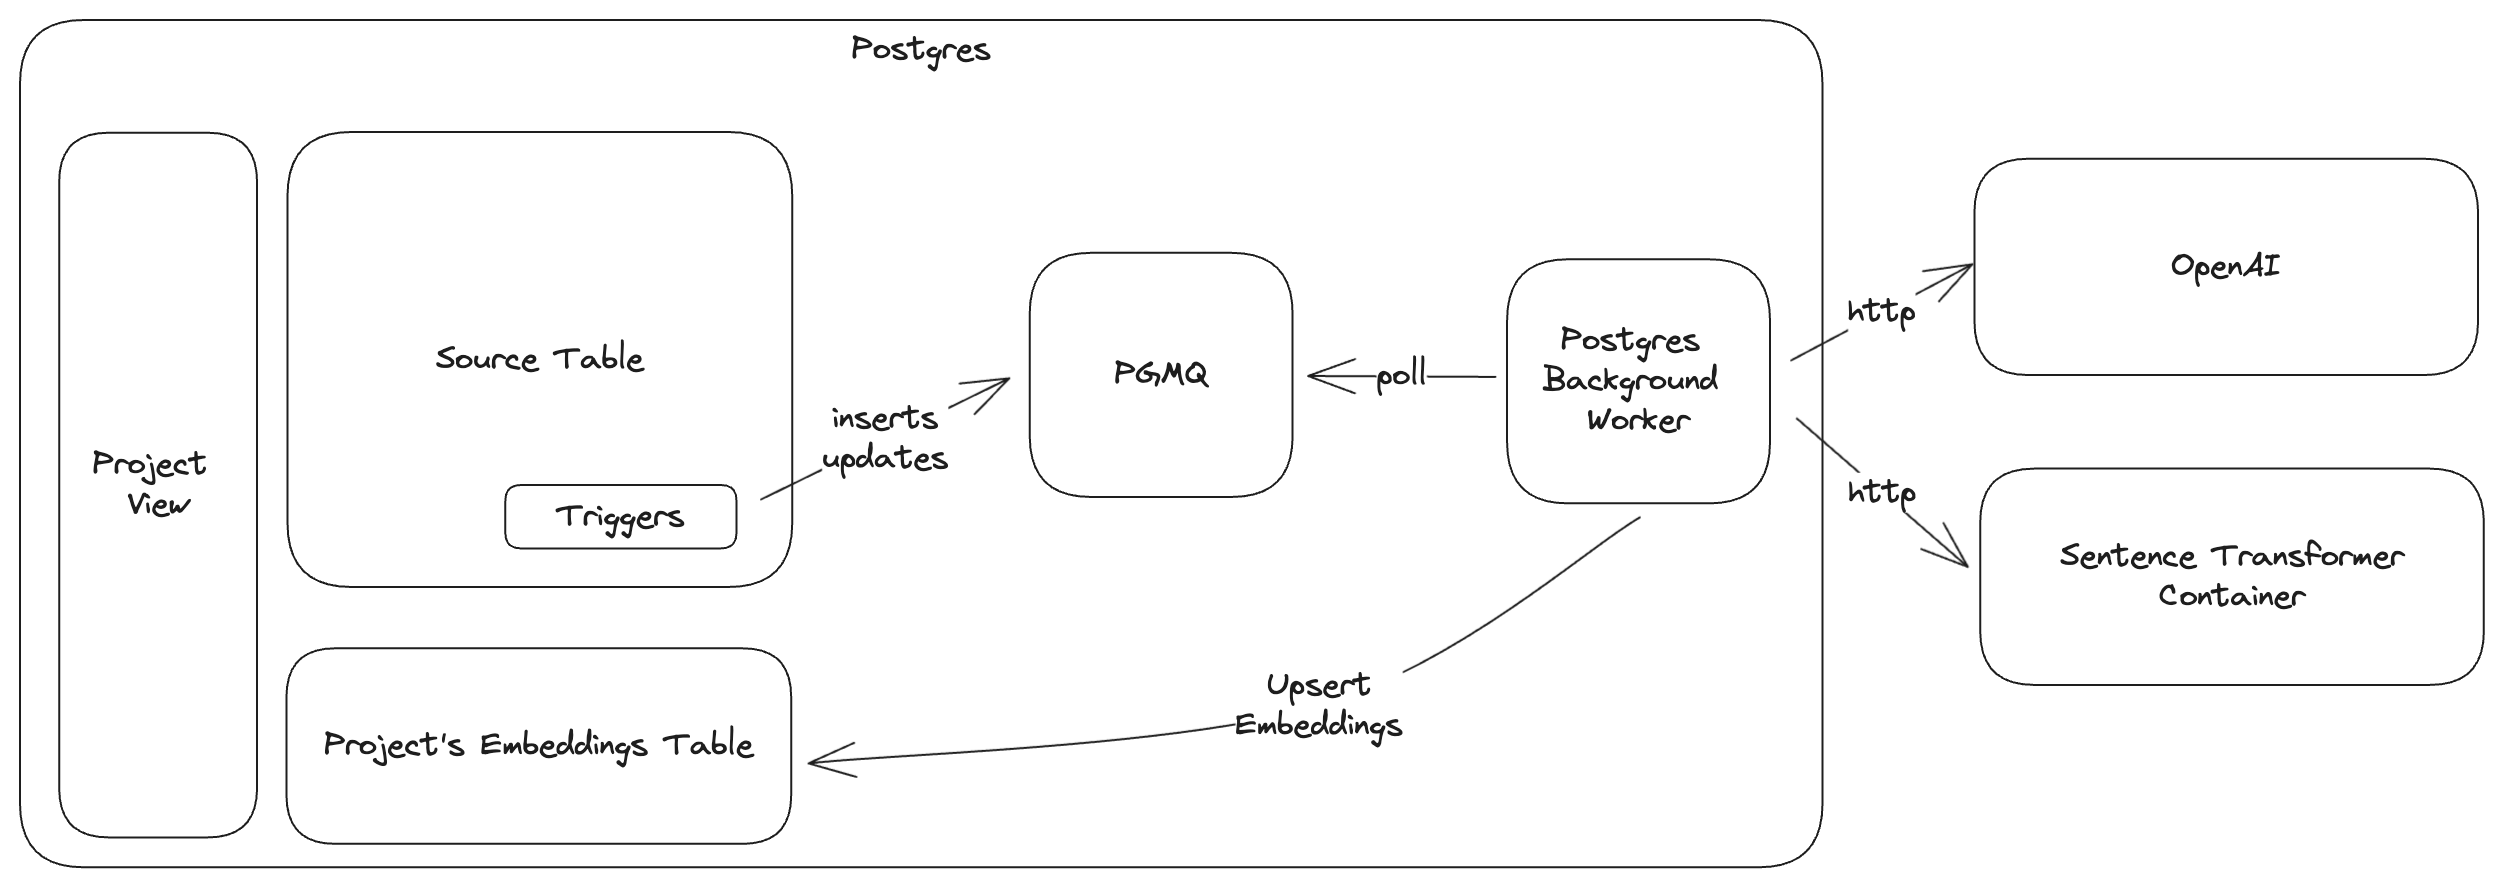 Postgres
Project
View
Source Table
Triggers
inserts
updates
PGMQ
poll
Postgres
Background
Worker
http
OpenAI
http
Sentence Transformer
Container
Upsert
Embeddings
Project's Embeddings Table